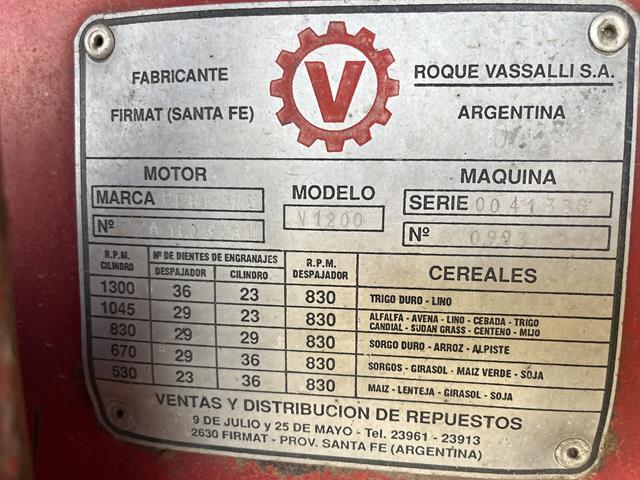 V
FABRICANTE
ROQUE VASSALLI S.A.
FIRMAT (SANTA FE)
ARGENTINA
MOTOR
MAQUINA
MARCA PERKINS
MODELO
SERIE
Nº
V1200
Nº 0993
R.P.M. CILINDRO
Nº DE DIENTES DE ENGRANAJES
DESPAJADOR CILINDRO
R.P.M. DESPAJADOR
CEREALES
1300 36 23 830 TRIGO DURO - LINO
1045 29 23 830 ALFALFA - AVENA - LINO - CEBADA - TRIGO
CANDIAL - SUDAN GRASS - CENTENO - MIJO
830 29 29 830 SORGO DURO - ARROZ - ALPISTE
670 29 36 830 SORGOS - GIRASOL - MAIZ VERDE - SOJA
530 23 36 830 MAIZ - LENTEJA - GIRASOL - SOJA
VENTAS Y DISTRIBUCION DE REPUESTOS
9 DE JULIO y 25 DE MAYO - Tel. 23961 - 23913
2630 FIRMAT - PROV. SANTA FE (ARGENTINA)